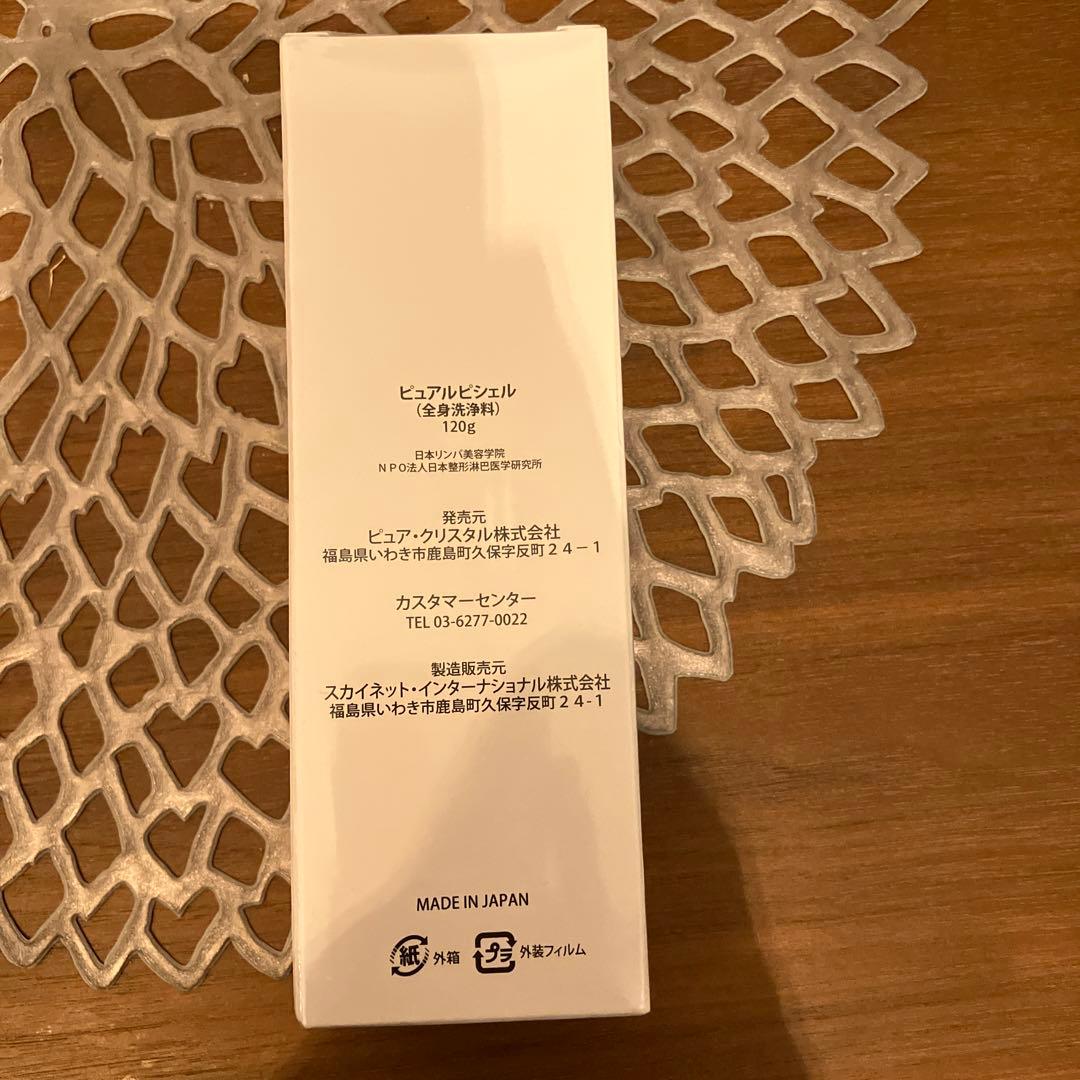 ピュアルピシェル
（全身洗浄料）
120g
日本リンパ美容学院
ＮＰＯ法人日本整形淋巴医学研究所
発売元
ピュア・クリスタル株式会社
福島県いわき市鹿島町久保字反町２４－１
カスタマーセンター
TEL 03-6277-0022
製造販売元
スカイネット・インターナショナル株式会社
福島県いわき市鹿島町久保字反町２４-１
MADE IN JAPAN
紙 外箱 プラ 外装フィルム